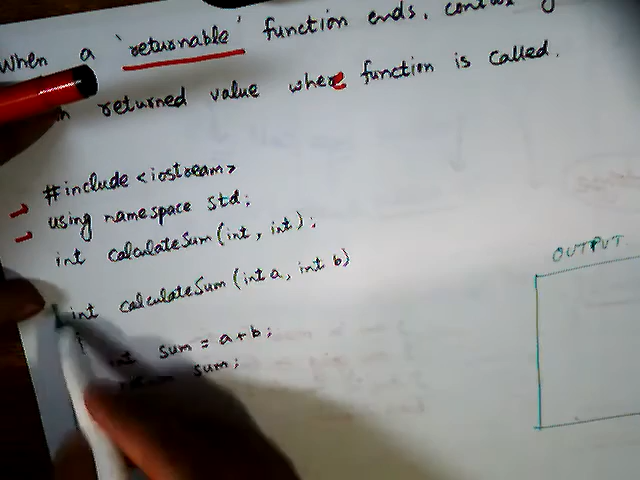 When a 'returnable' function ends, control
returned value where function is called.
#include <iostream>
using namespace std;
int calculateSum (int, int);
int calculateSum (int a, int b)
int sum = a+b;
sum;
OUTPUT